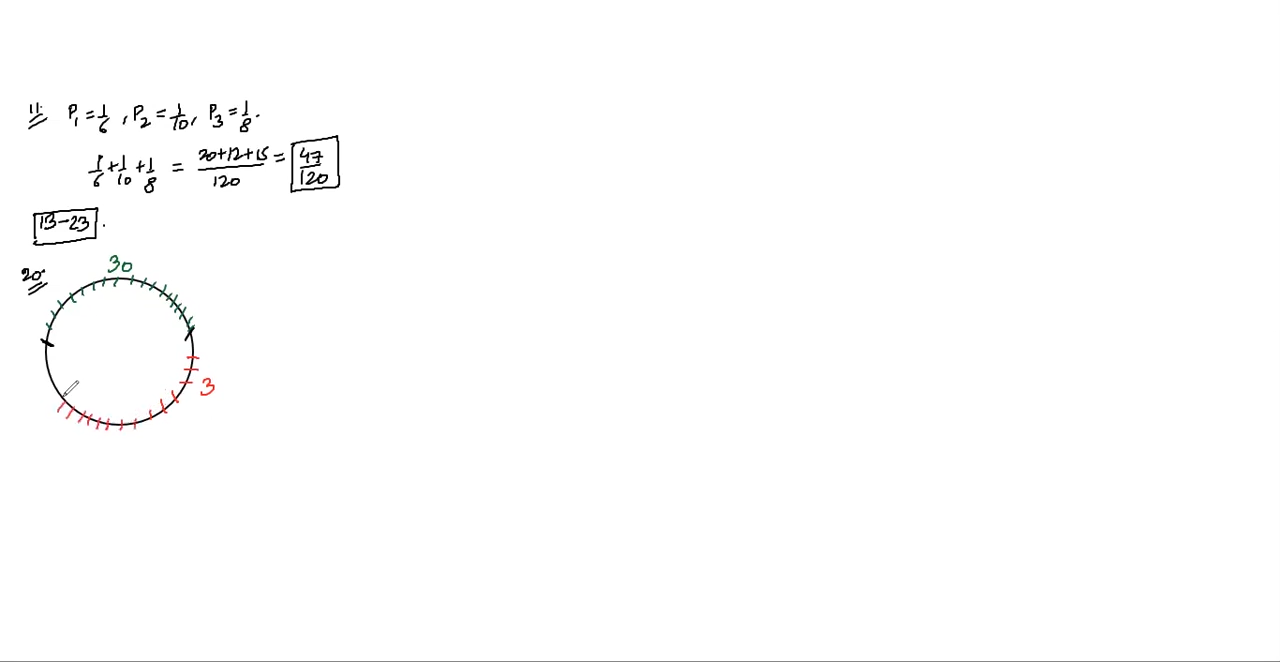 11. P₁ = 1/6, P₂ = 1/10, P₃ = 1/8.
1/6 + 1/10 + 1/8 = 20+12+15/120 = 47/120
13-23.
20.
30
3